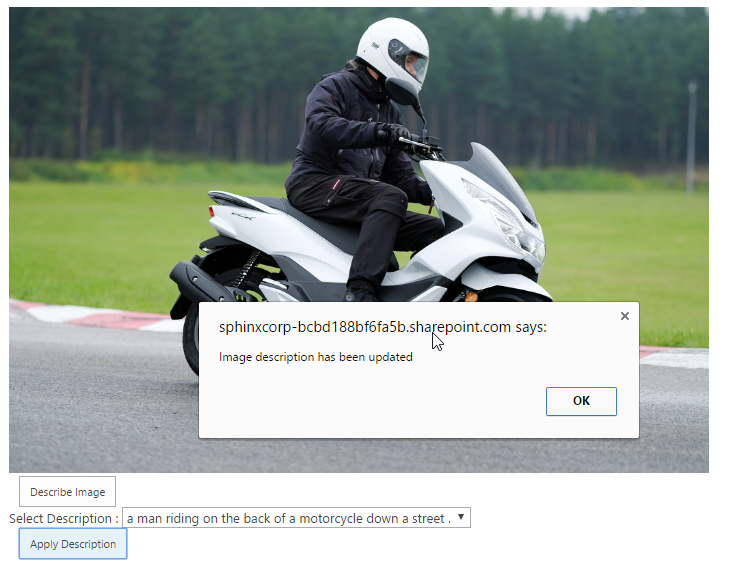 sphinxcorp-bcbd188bf6fa5b.sharepoint.com says:
Image description has been updated
OK
Describe Image
Select Description : a man riding on the back of a motorcycle down a street .
Apply Description